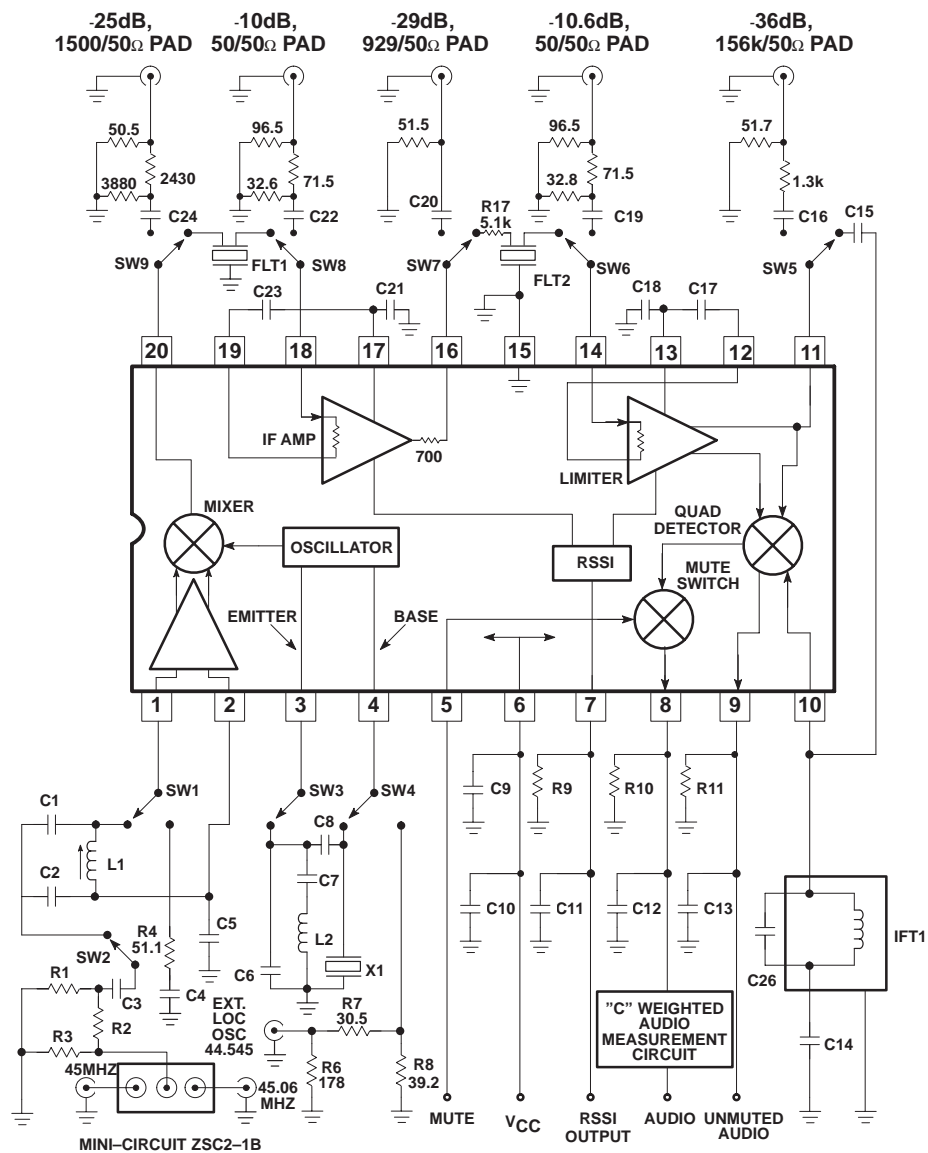 -25dB,
1500/50Ω PAD
-10dB,
50/50Ω PAD
-29dB,
929/50Ω PAD
-10.6dB,
50/50Ω PAD
-36dB,
156k/50Ω PAD
50.5
2430
3880
C24
96.5
71.5
32.6
C22
51.5
C20
R17
5.1k
96.5
71.5
32.8
C19
51.7
1.3k
C16
C15
SW9
FLT1
SW8
SW7
FLT2
SW6
SW5
C23
C21
C18
C17
20
19
18
17
16
15
14
13
12
11
IF AMP
700
LIMITER
MIXER
OSCILLATOR
RSSI
QUAD
DETECTOR
MUTE
SWITCH
EMITTER
BASE
1
2
3
4
5
6
7
8
9
10
SW1
SW3
SW4
C1
L1
C2
C5
SW2
R4
51.1
C4
C3
R1
R2
R3
C8
C7
L2
C6
X1
C9
R9
R10
R11
C10
C11
C12
C13
IFT1
C26
C14
EXT.
LOC
OSC
44.545
R7
30.5
R6
178
R8
39.2
"C" WEIGHTED
AUDIO
MEASUREMENT
CIRCUIT
45MHZ
45.06
MHZ
MINI–CIRCUIT ZSC2–1B
MUTE
VCC
RSSI
OUTPUT
AUDIO
UNMUTED
AUDIO